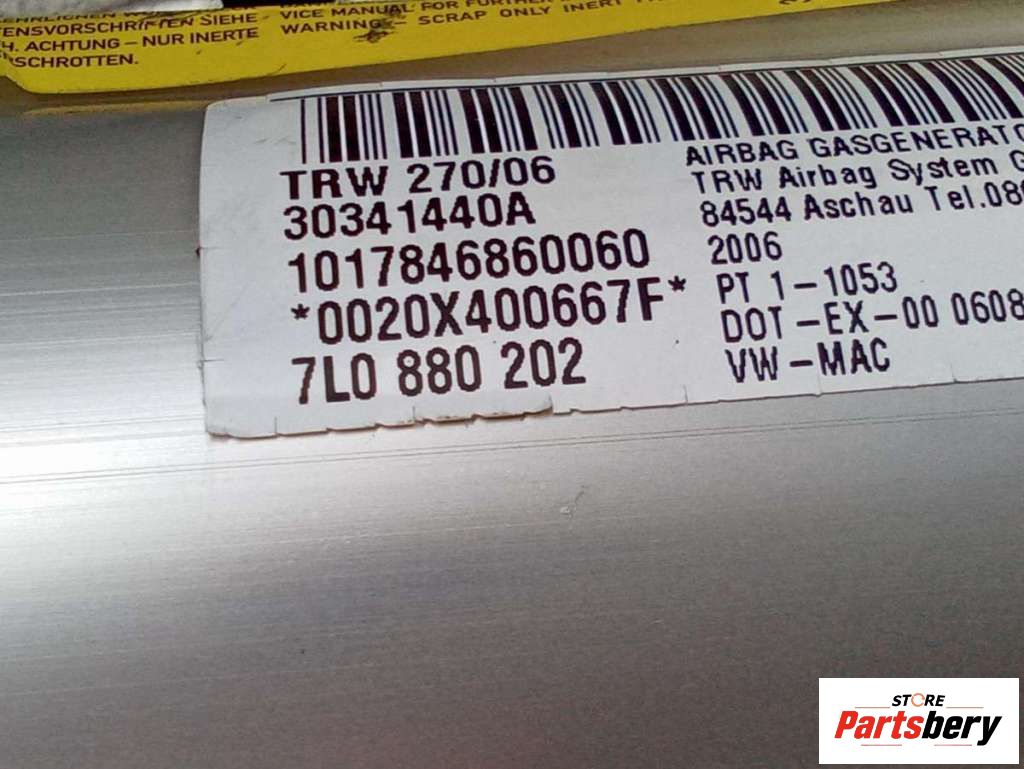 TENSVORSCHRIFTEN SIEHE
H. ACHTUNG – NUR INERTE
SCHROTTEN.
VICE MANUAL FOR FURTHER
WARNING – SCRAP ONLY INERT
TRW 270/06
30341440A
1017846860060
*0020X400667F*
7L0 880 202
AIRBAG GASGENERATO
TRW Airbag System G
84544 Aschau Tel.08
2006
PT 1-1053
DOT-EX-00 0608
VW-MAC
STORE
Partsbery